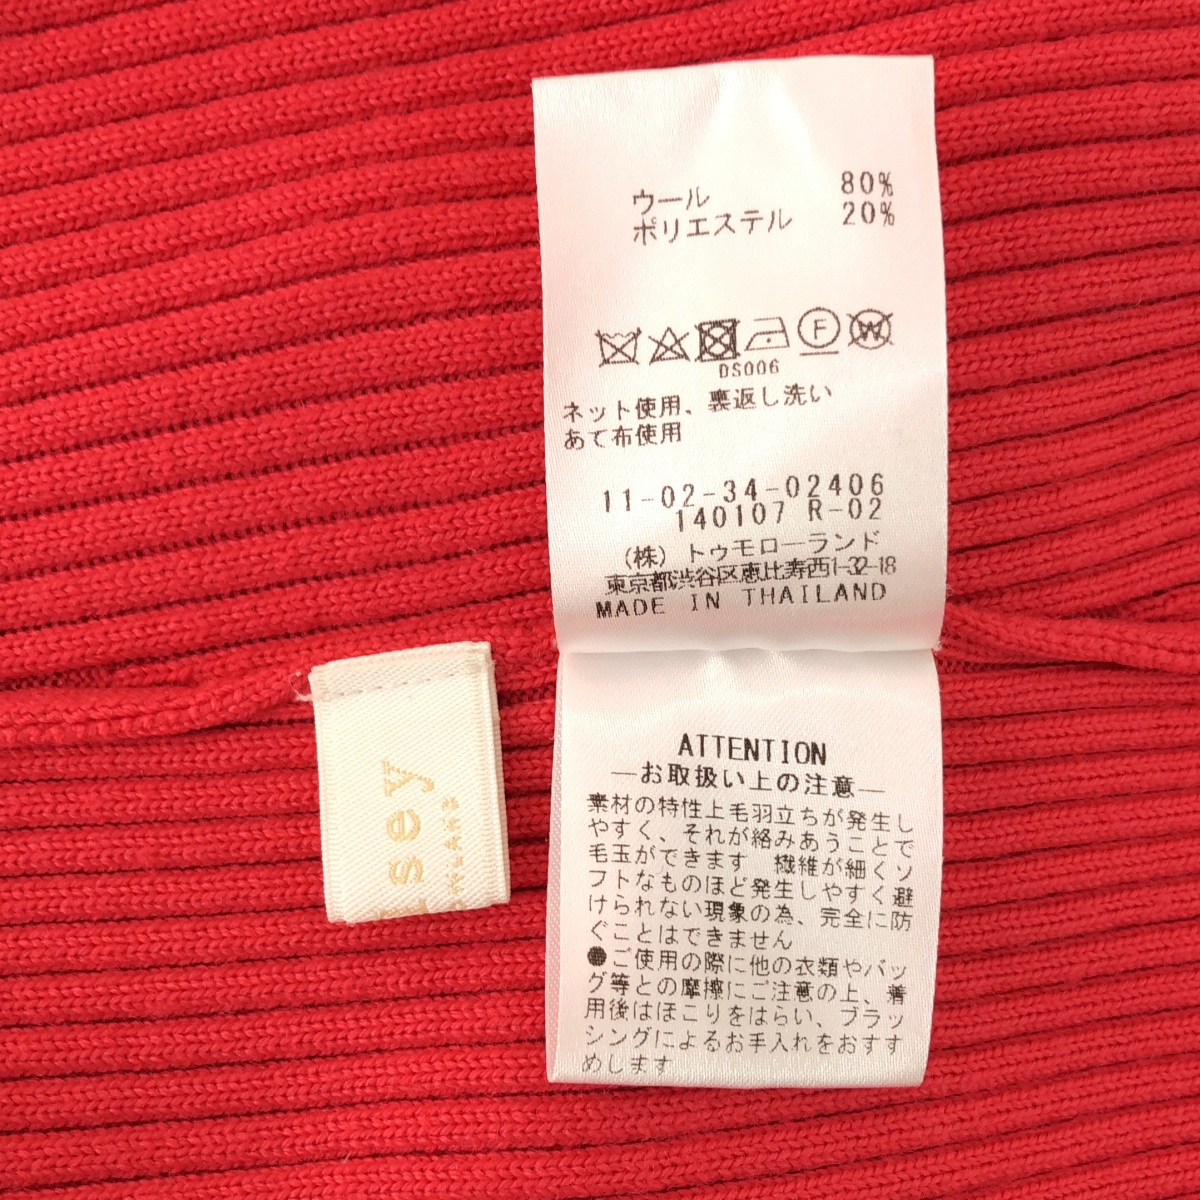 ウール 80%
ポリエステル 20%
F
W
DS006
ネット使用、裏返し洗い
あて布使用
11-02-34-02406
140107 R-02
(株) トゥモローランド
東京都渋谷区恵比寿西1-32-18
MADE IN THAILAND
ATTENTION
―お取扱い上の注意―
素材の特性上毛羽立ちが発生し
やすく、それが絡みあうことで
毛玉ができます 繊維が細くソ
フトなものほど発生しやすく避
けられない現象の為、完全に防
ぐことはできません
●ご使用の際に他の衣類やバッ
グ等との摩擦にご注意の上、着
用後はほこりをはらい、ブラッ
シングによるお手入れをおすす
めします
sey